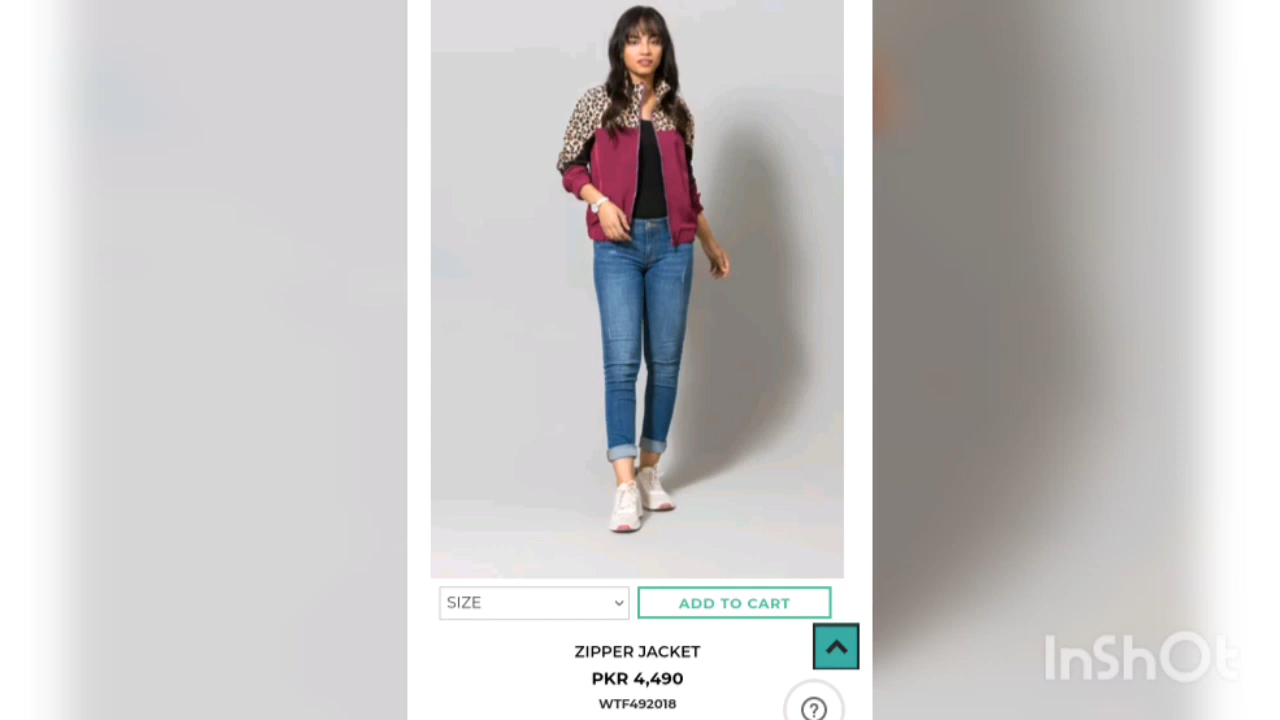 SIZE
ADD TO CART
ZIPPER JACKET
PKR 4,490
WTF492018
?
InShOt